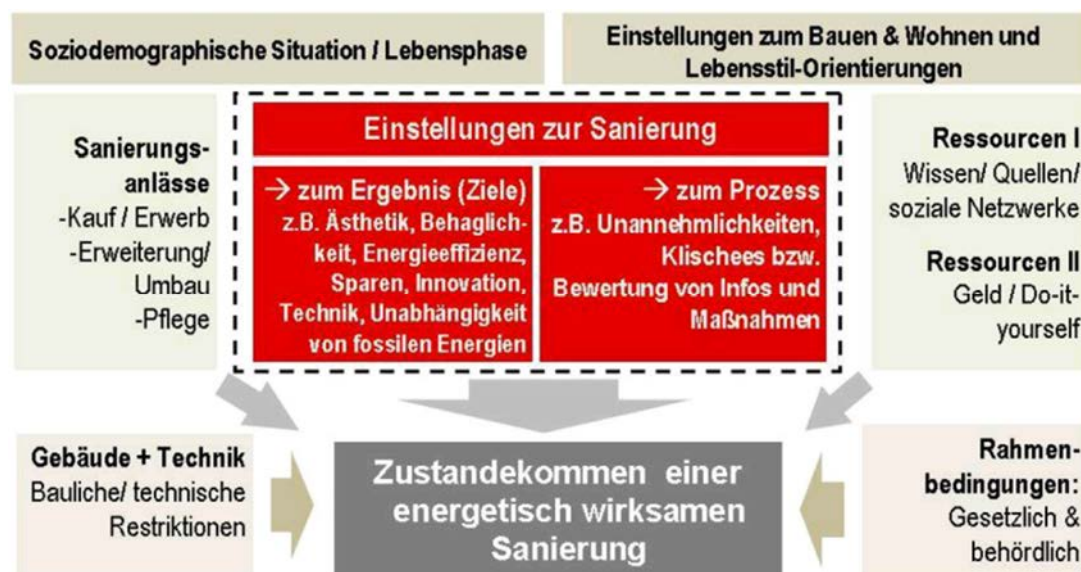 Soziodemographische Situation / Lebensphase
Einstellungen zum Bauen & Wohnen und
Lebensstil-Orientierungen
Sanierungs-
anlässe
-Kauf / Erwerb
-Erweiterung/
Umbau
-Pflege
Einstellungen zur Sanierung
→ zum Ergebnis (Ziele)
z.B. Ästhetik, Behaglich-
keit, Energieeffizienz,
Sparen, Innovation,
Technik, Unabhängigkeit
von fossilen Energien
→ zum Prozess
z.B. Unannehmlichkeiten,
Klischees bzw.
Bewertung von Infos und
Maßnahmen
Ressourcen I
Wissen/ Quellen/
soziale Netzwerke
Ressourcen II
Geld / Do-it-
yourself
Gebäude + Technik
Bauliche/ technische
Restriktionen
Zustandekommen einer
energetisch wirksamen
Sanierung
Rahmen-
bedingungen:
Gesetzlich &
behördlich